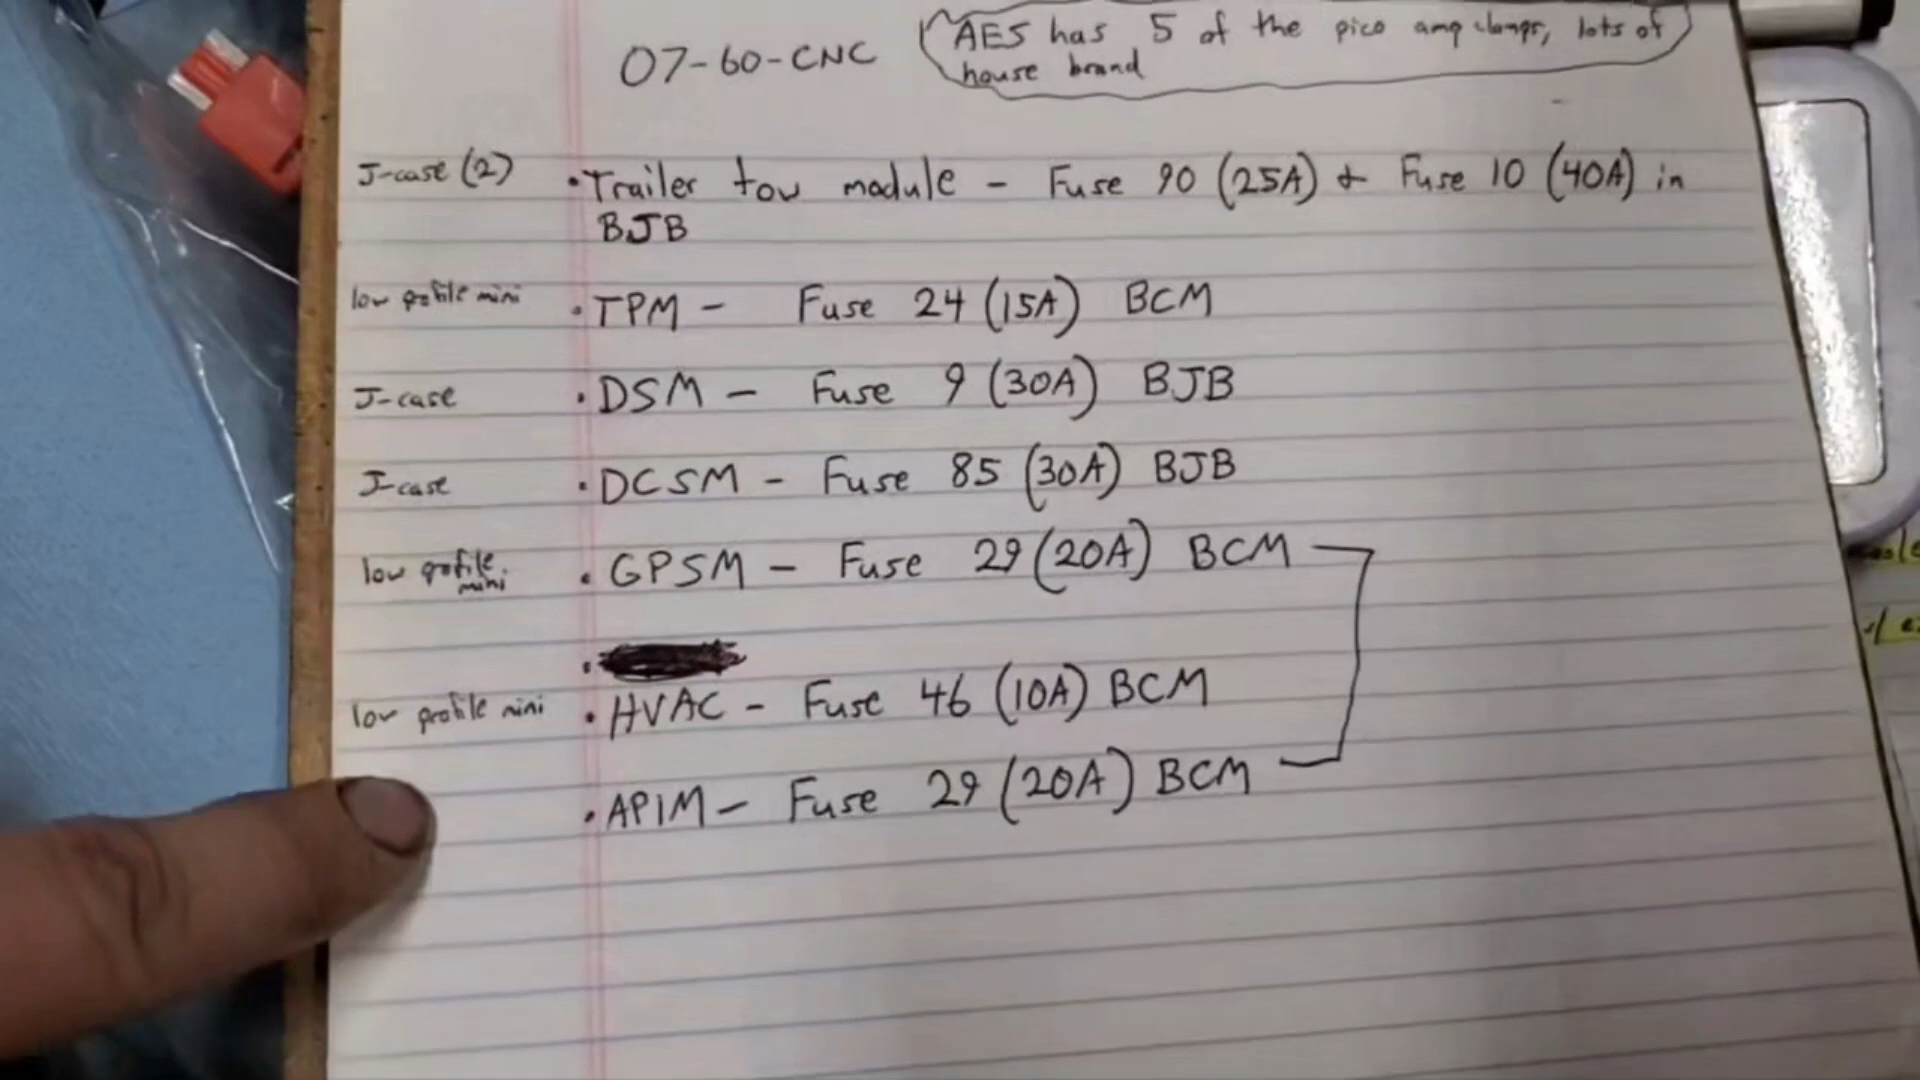 07-60-CNC
AES has 5 of the pico amp clamps, lots of
house brand
J-case (2) • Trailer tow module - Fuse 90 (25A) & Fuse 10 (40A) in
BJB
low profile mini • TPM - Fuse 24 (15A) BCM
J-case • DSM - Fuse 9 (30A) BJB
J-case • DCSM - Fuse 85 (30A) BJB
low profile mini • GPSM - Fuse 29 (20A) BCM
low profile mini • HVAC - Fuse 46 (10A) BCM
• APIM - Fuse 29 (20A) BCM